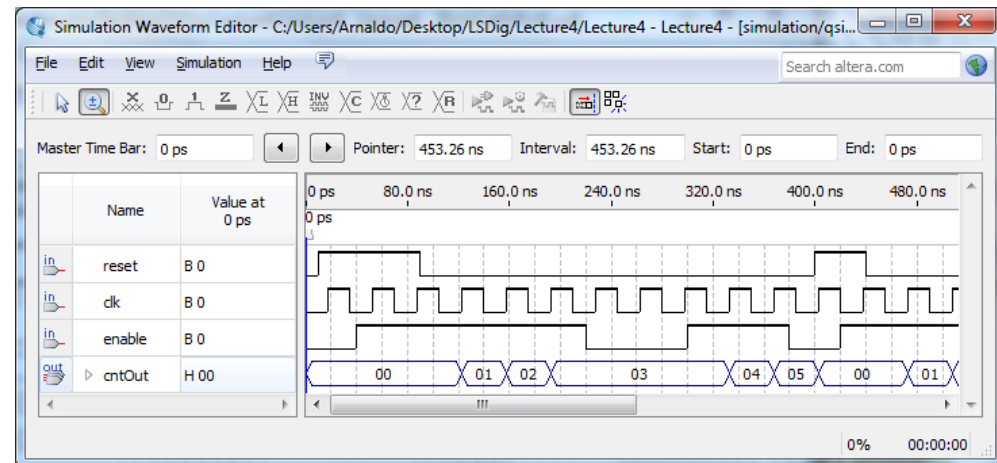 Simulation Waveform Editor - C:/Users/Arnaldo/Desktop/LSDig/Lecture4/Lecture4 - Lecture4 - [simulation/qsi...
File Edit View Simulation Help
Search altera.com
Master Time Bar: 0 ps Pointer: 453.26 ns Interval: 453.26 ns Start: 0 ps End: 0 ps
Name Value at 0 ps
0 ps 80.0 ns 160.0 ns 240.0 ns 320.0 ns 400.0 ns 480.0 ns
0 ps
in reset B 0
in clk B 0
in enable B 0
out cntOut H 00 00 01 02 03 04 05 00 01
0% 00:00:00